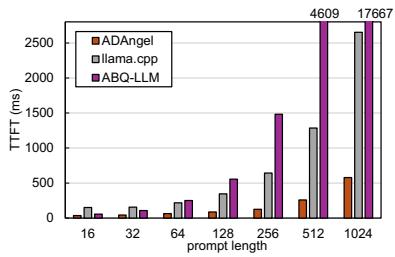 4609 17667
2500
2000
1500
1000
500
0
TTFT (ms)
ADAngel
llama.cpp
ABQ-LLM
16 32 64 128 256 512 1024
prompt length